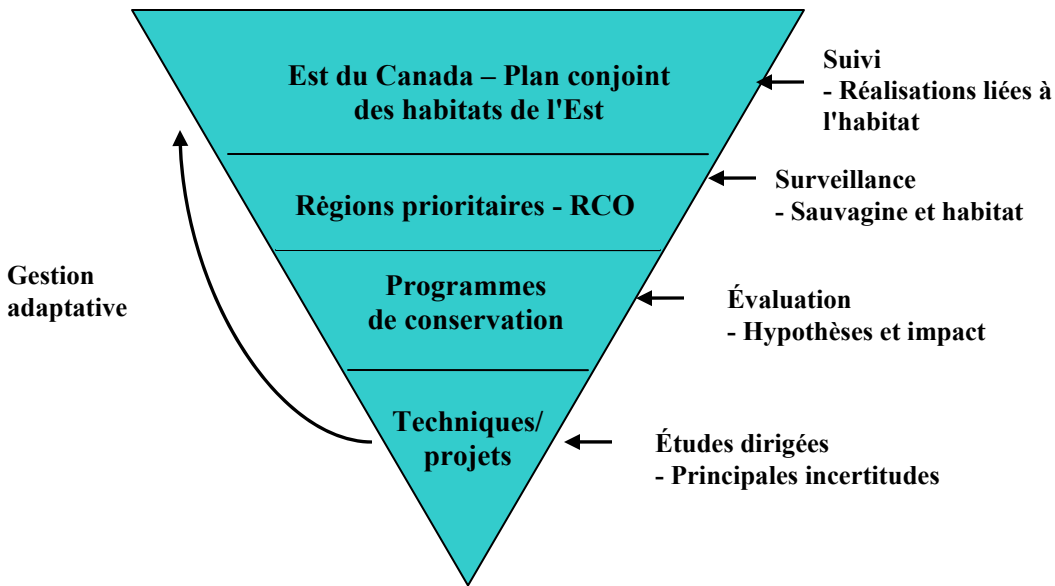 Est du Canada – Plan conjoint
des habitats de l'Est
Suivi
- Réalisations liées à
l'habitat
Régions prioritaires - RCO
Surveillance
- Sauvagine et habitat
Gestion
adaptative
Programmes
de conservation
Évaluation
- Hypothèses et impact
Techniques/
projets
Études dirigées
- Principales incertitudes